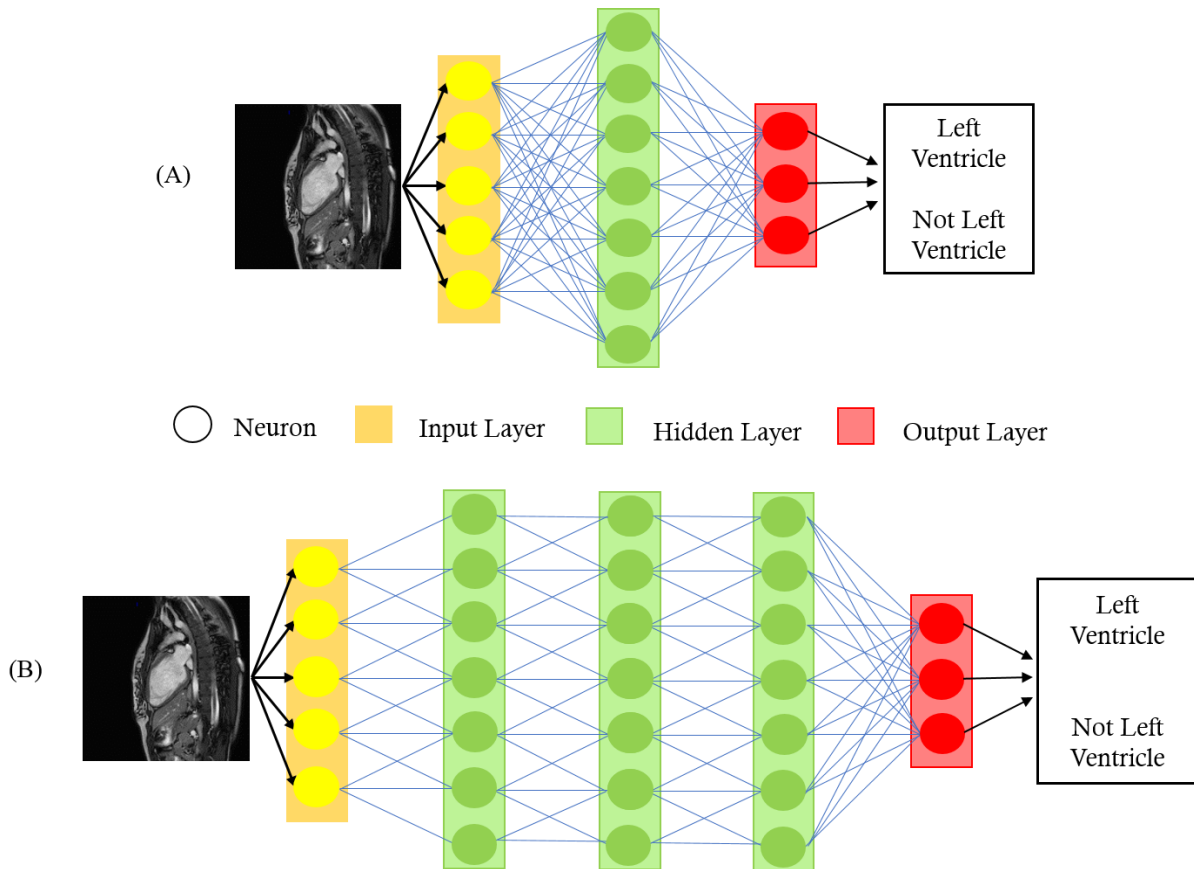 (A)
Left
Ventricle
Not Left
Ventricle
Neuron
Input Layer
Hidden Layer
Output Layer
(B)
Left
Ventricle
Not Left
Ventricle